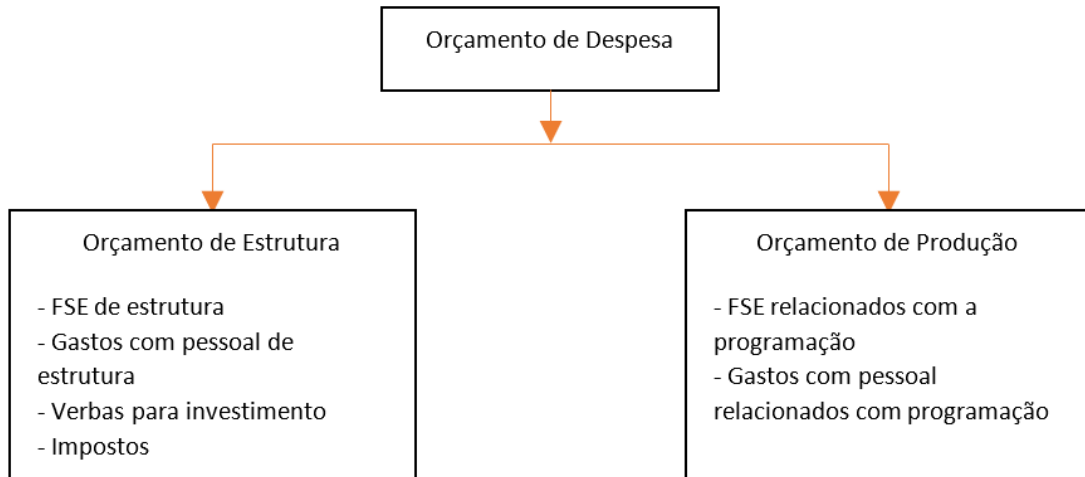 Orçamento de Despesa
Orçamento de Estrutura
- FSE de estrutura
- Gastos com pessoal de
estrutura
- Verbas para investimento
- Impostos
Orçamento de Produção
- FSE relacionados com a
programação
- Gastos com pessoal
relacionados com programação